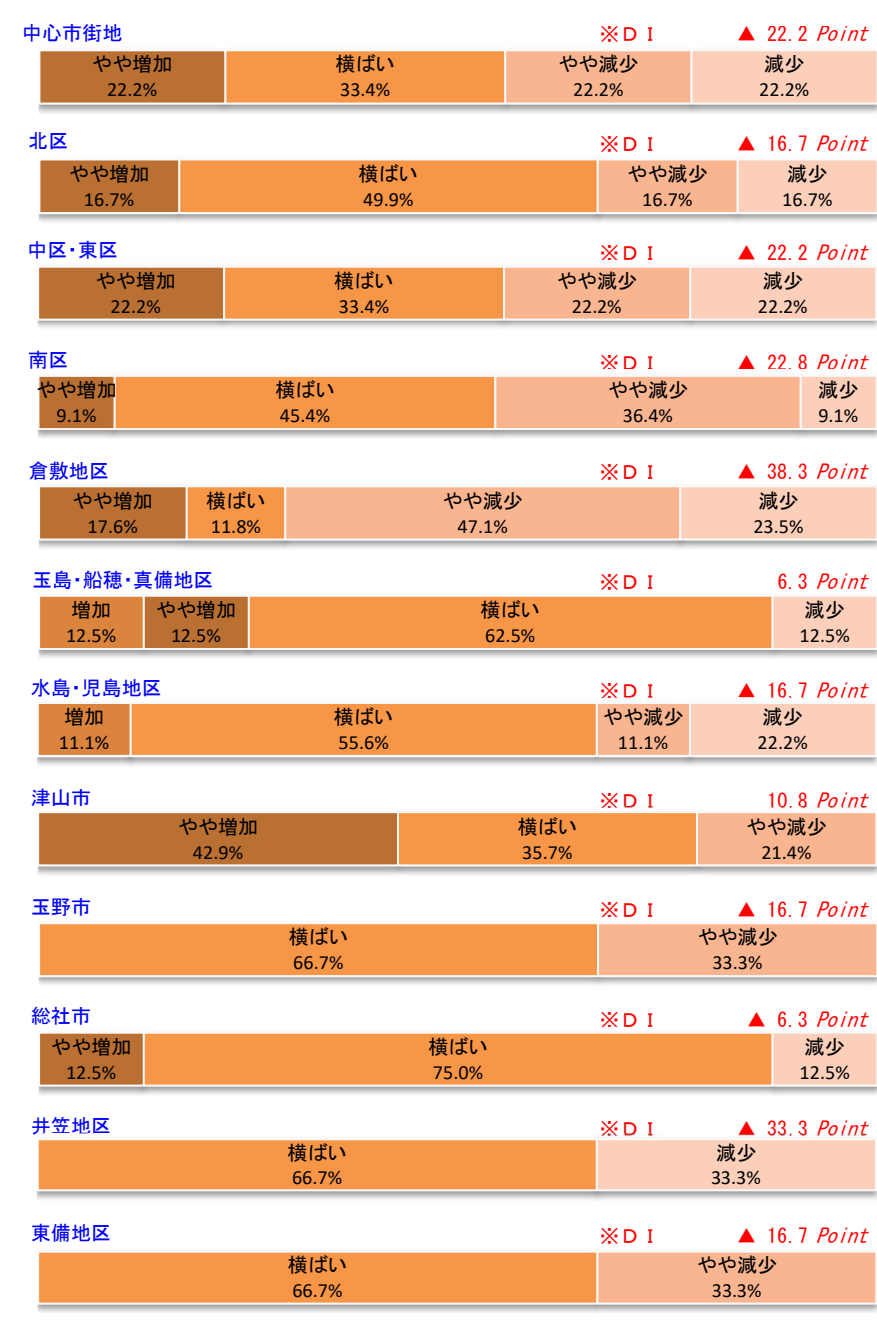 中心市街地 ※ＤＩ ▲ 22.2 Point
やや増加 横ばい やや減少 減少
22.2% 33.4% 22.2% 22.2%
北区 ※ＤＩ ▲ 16.7 Point
やや増加 横ばい やや減少 減少
16.7% 49.9% 16.7% 16.7%
中区・東区 ※ＤＩ ▲ 22.2 Point
やや増加 横ばい やや減少 減少
22.2% 33.4% 22.2% 22.2%
南区 ※ＤＩ ▲ 22.8 Point
やや増加 横ばい やや減少 減少
9.1% 45.4% 36.4% 9.1%
倉敷地区 ※ＤＩ ▲ 38.3 Point
やや増加 横ばい やや減少 減少
17.6% 11.8% 47.1% 23.5%
玉島・船穂・真備地区 ※ＤＩ 6.3 Point
増加 やや増加 横ばい 減少
12.5% 12.5% 62.5% 12.5%
水島・児島地区 ※ＤＩ ▲ 16.7 Point
増加 横ばい やや減少 減少
11.1% 55.6% 11.1% 22.2%
津山市 ※ＤＩ 10.8 Point
やや増加 横ばい やや減少
42.9% 35.7% 21.4%
玉野市 ※ＤＩ ▲ 16.7 Point
横ばい やや減少
66.7% 33.3%
総社市 ※ＤＩ ▲ 6.3 Point
やや増加 横ばい 減少
12.5% 75.0% 12.5%
井笠地区 ※ＤＩ ▲ 33.3 Point
横ばい 減少
66.7% 33.3%
東備地区 ※ＤＩ ▲ 16.7 Point
横ばい やや減少
66.7% 33.3%